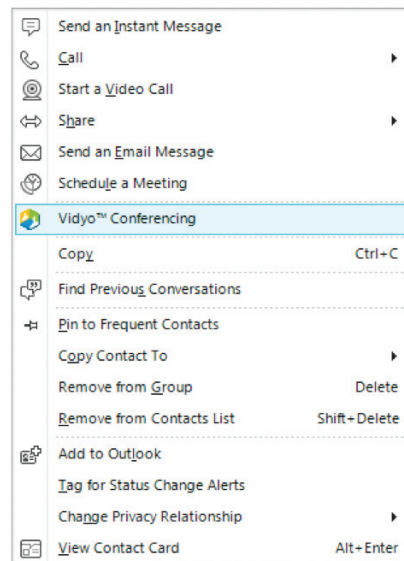 Send an Instant Message
Call
Start a Video Call
Share
Send an Email Message
Schedule a Meeting
Vidyo™ Conferencing
Copy Ctrl+C
Find Previous Conversations
Pin to Frequent Contacts
Copy Contact To
Remove from Group Delete
Remove from Contacts List Shift+Delete
Add to Outlook
Tag for Status Change Alerts
Change Privacy Relationship
View Contact Card Alt+Enter